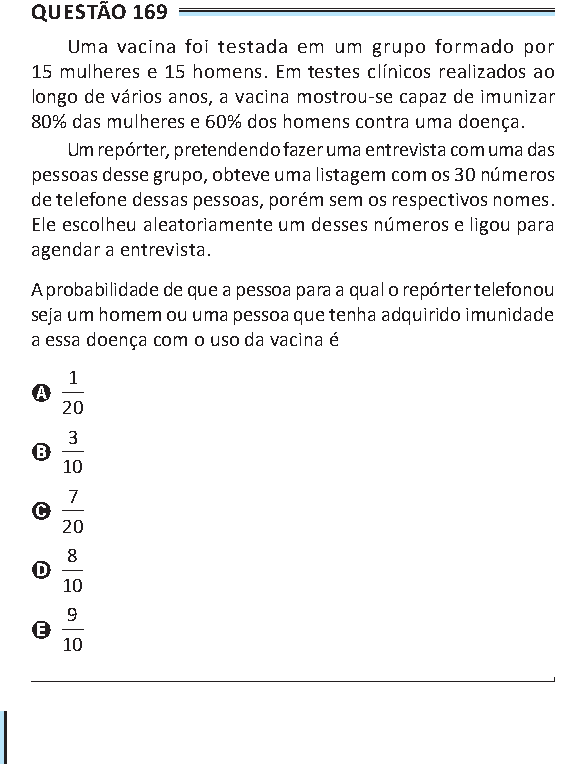 QUESTÃO 169
Uma vacina foi testada em um grupo formado por
15 mulheres e 15 homens. Em testes clínicos realizados ao
longo de vários anos, a vacina mostrou-se capaz de imunizar
80% das mulheres e 60% dos homens contra uma doença.
Um repórter, pretendendo fazer uma entrevista com uma das
pessoas desse grupo, obteve uma listagem com os 30 números
de telefone dessas pessoas, porém sem os respectivos nomes.
Ele escolheu aleatoriamente um desses números e ligou para
agendar a entrevista.
A probabilidade de que a pessoa para a qual o repórter telefonou
seja um homem ou uma pessoa que tenha adquirido imunidade
a essa doença com o uso da vacina é
A 1/20
B 3/10
C 7/20
D 8/10
E 9/10